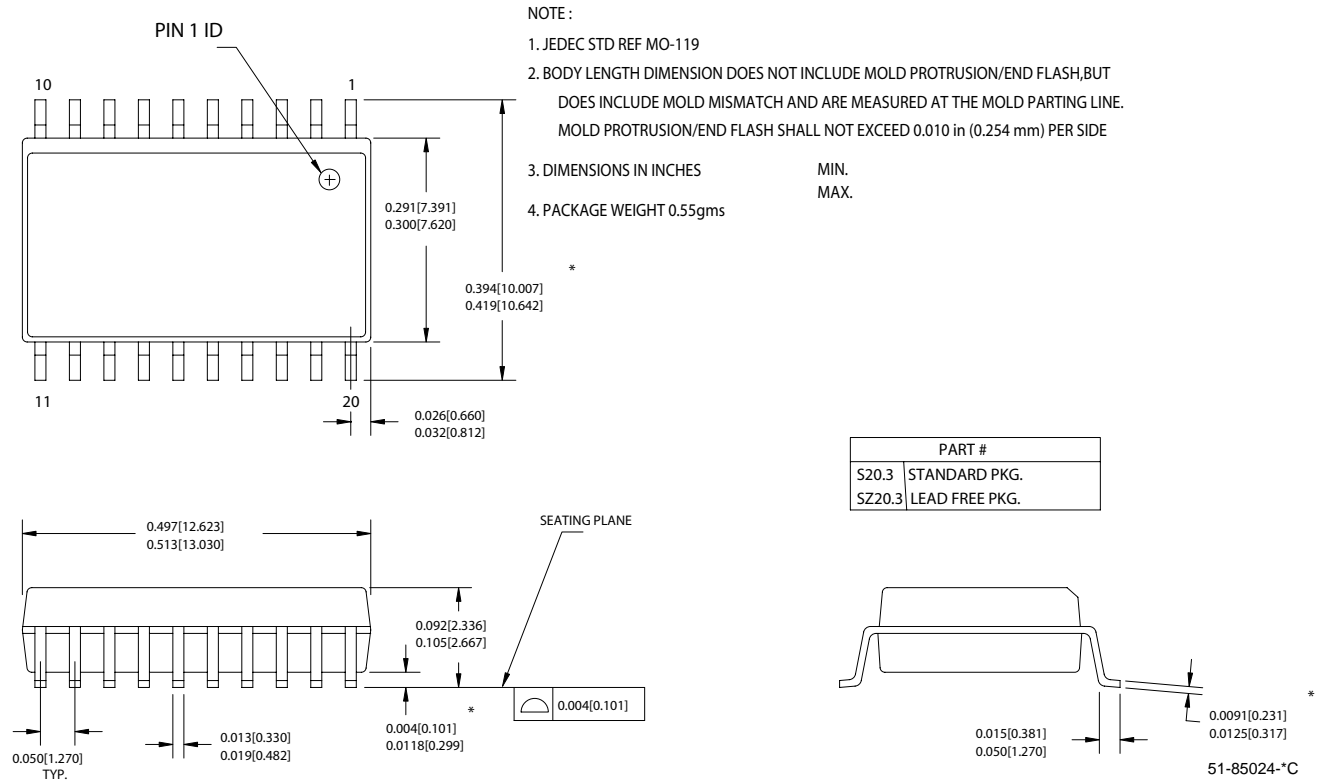 NOTE :
PIN 1 ID
1. JEDEC STD REF MO-119
2. BODY LENGTH DIMENSION DOES NOT INCLUDE MOLD PROTRUSION/END FLASH,BUT
DOES INCLUDE MOLD MISMATCH AND ARE MEASURED AT THE MOLD PARTING LINE.
MOLD PROTRUSION/END FLASH SHALL NOT EXCEED 0.010 in (0.254 mm) PER SIDE
3. DIMENSIONS IN INCHES
MIN.
MAX.
4. PACKAGE WEIGHT 0.55gms
10
1
0.291[7.391]
0.300[7.620]
*
0.394[10.007]
0.419[10.642]
11
20
0.026[0.660]
0.032[0.812]
PART #
S20.3 STANDARD PKG.
SZ20.3 LEAD FREE PKG.
0.497[12.623]
0.513[13.030]
SEATING PLANE
0.092[2.336]
0.105[2.667]
*
0.004[0.101]
0.004[0.101]
0.0118[0.299]
0.013[0.330]
0.019[0.482]
0.050[1.270]
TYP.
*
0.0091[0.231]
0.0125[0.317]
0.015[0.381]
0.050[1.270]
51-85024-*C